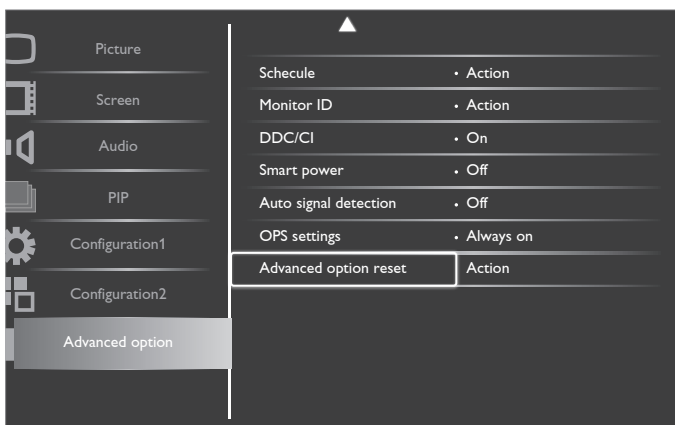 Picture
Screen
Audio
PIP
Configuration1
Configuration2
Advanced option
Schecule • Action
Monitor ID • Action
DDC/CI • On
Smart power • Off
Auto signal detection • Off
OPS settings • Always on
Advanced option reset Action